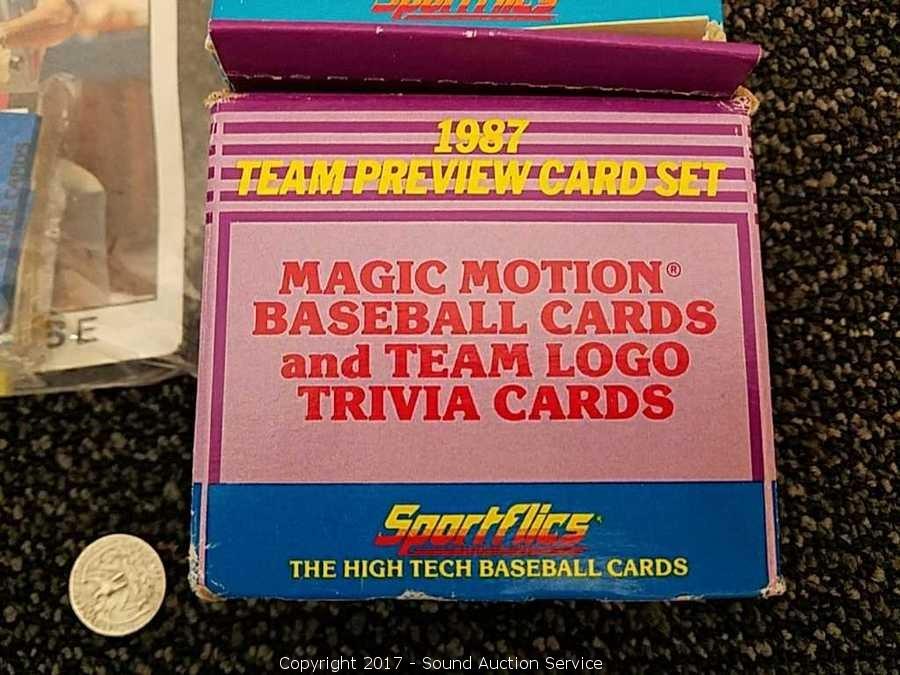 Sportflics
1987
TEAM PREVIEW CARD SET
MAGIC MOTION®
BASEBALL CARDS
and TEAM LOGO
TRIVIA CARDS
Sportflics
THE HIGH TECH BASEBALL CARDS
Copyright 2017 - Sound Auction Service